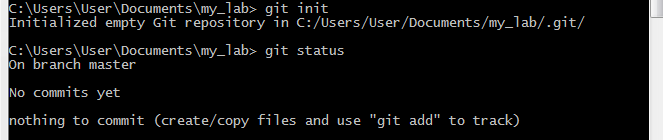 C:\Users\User\Documents\my_lab> git init
Initialized empty Git repository in C:/Users/User/Documents/my_lab/.git/
C:\Users\User\Documents\my_lab> git status
On branch master
No commits yet
nothing to commit (create/copy files and use "git add" to track)